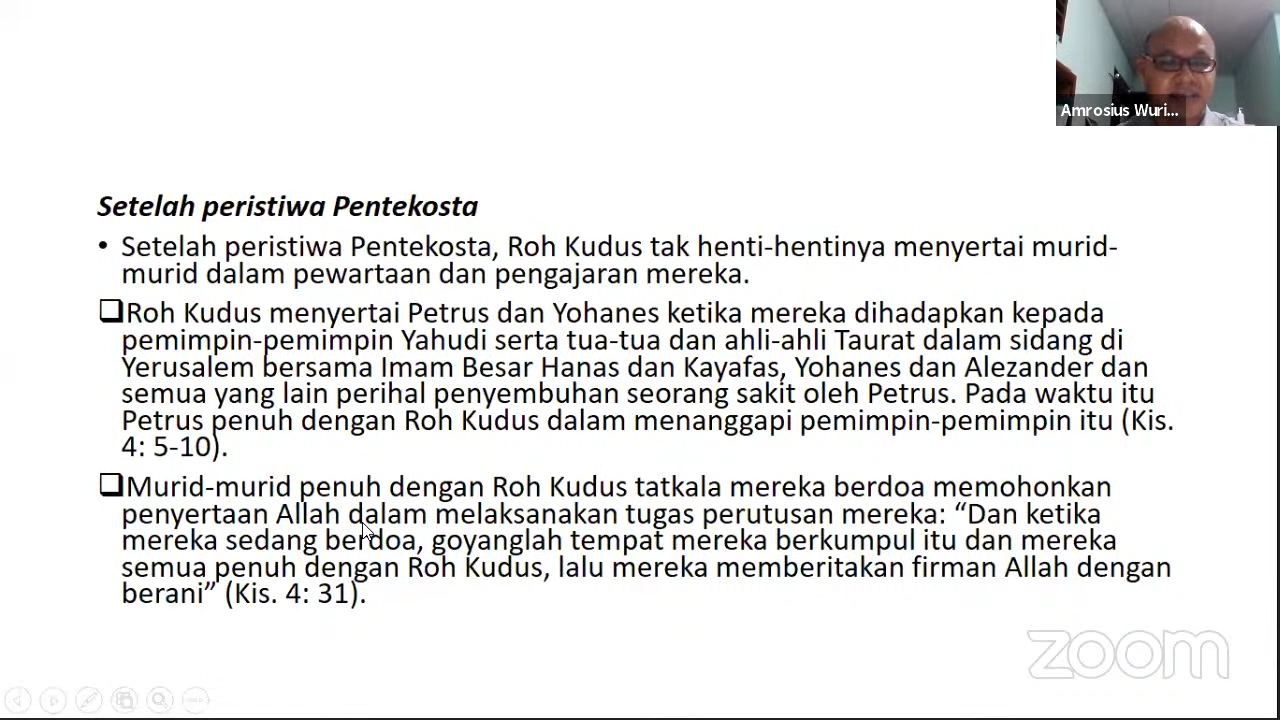 Amrosius Wuri...
Setelah peristiwa Pentekosta
• Setelah peristiwa Pentekosta, Roh Kudus tak henti-hentinya menyertai murid-
murid dalam pewartaan dan pengajaran mereka.
❑Roh Kudus menyertai Petrus dan Yohanes ketika mereka dihadapkan kepada
pemimpin-pemimpin Yahudi serta tua-tua dan ahli-ahli Taurat dalam sidang di
Yerusalem bersama Imam Besar Hanas dan Kayafas, Yohanes dan Alezander dan
semua yang lain perihal penyembuhan seorang sakit oleh Petrus. Pada waktu itu
Petrus penuh dengan Roh Kudus dalam menanggapi pemimpin-pemimpin itu (Kis.
4: 5-10).
❑Murid-murid penuh dengan Roh Kudus tatkala mereka berdoa memohonkan
penyertaan Allah dalam melaksanakan tugas perutusan mereka: “Dan ketika
mereka sedang berdoa, goyanglah tempat mereka berkumpul itu dan mereka
semua penuh dengan Roh Kudus, lalu mereka memberitakan firman Allah dengan
berani” (Kis. 4: 31).
zoom